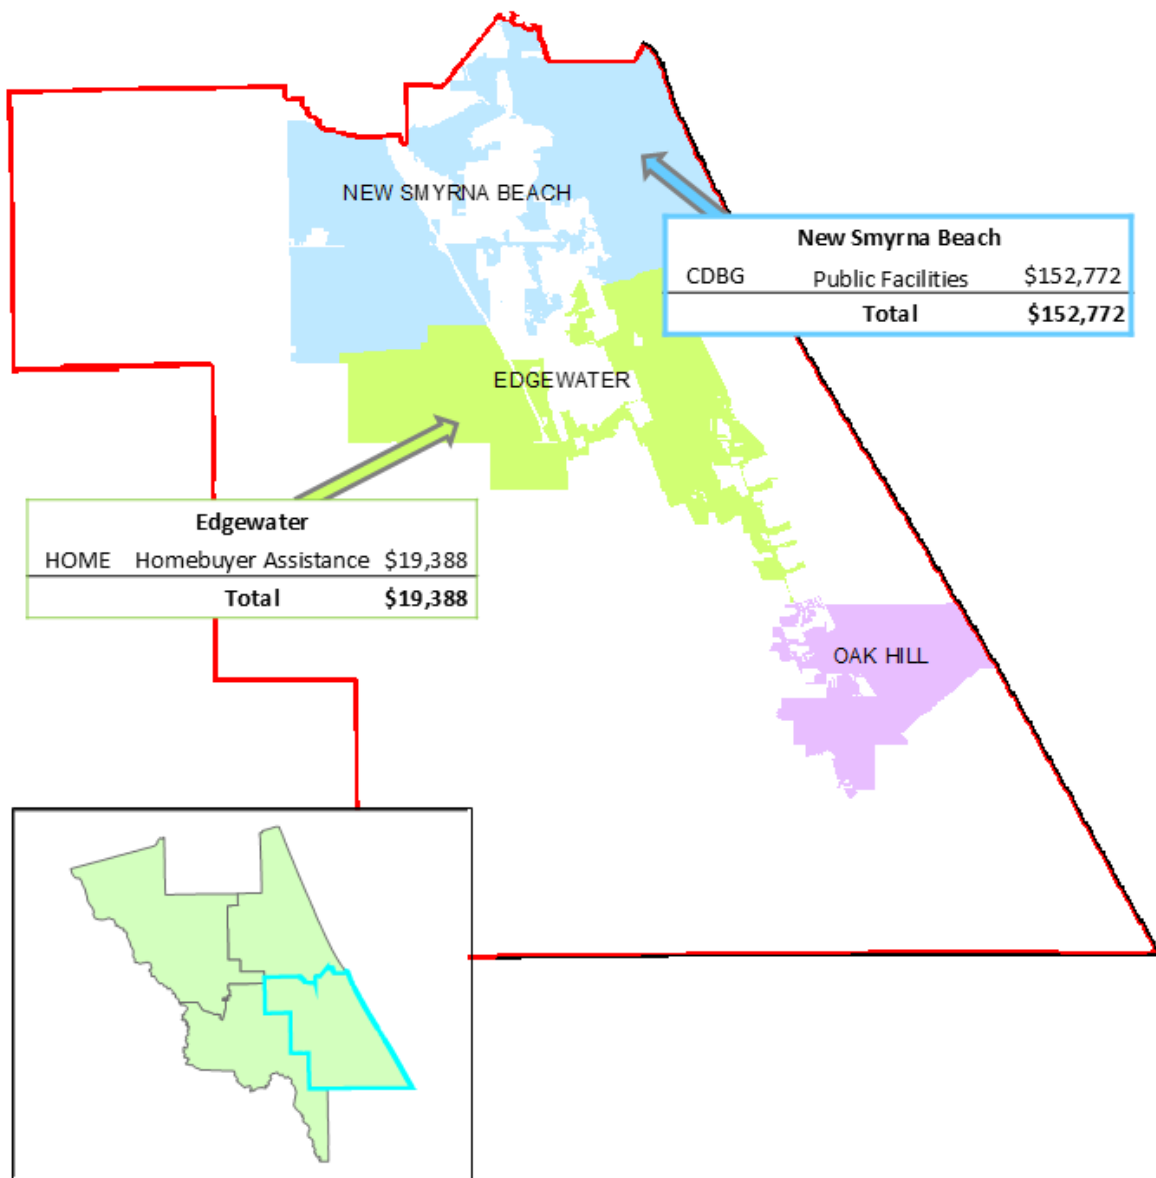 NEW SMYRNA BEACH
New Smyrna Beach
CDBG Public Facilities $152,772
Total $152,772
EDGEWATER
Edgewater
HOME Homebuyer Assistance $19,388
Total $19,388
OAK HILL